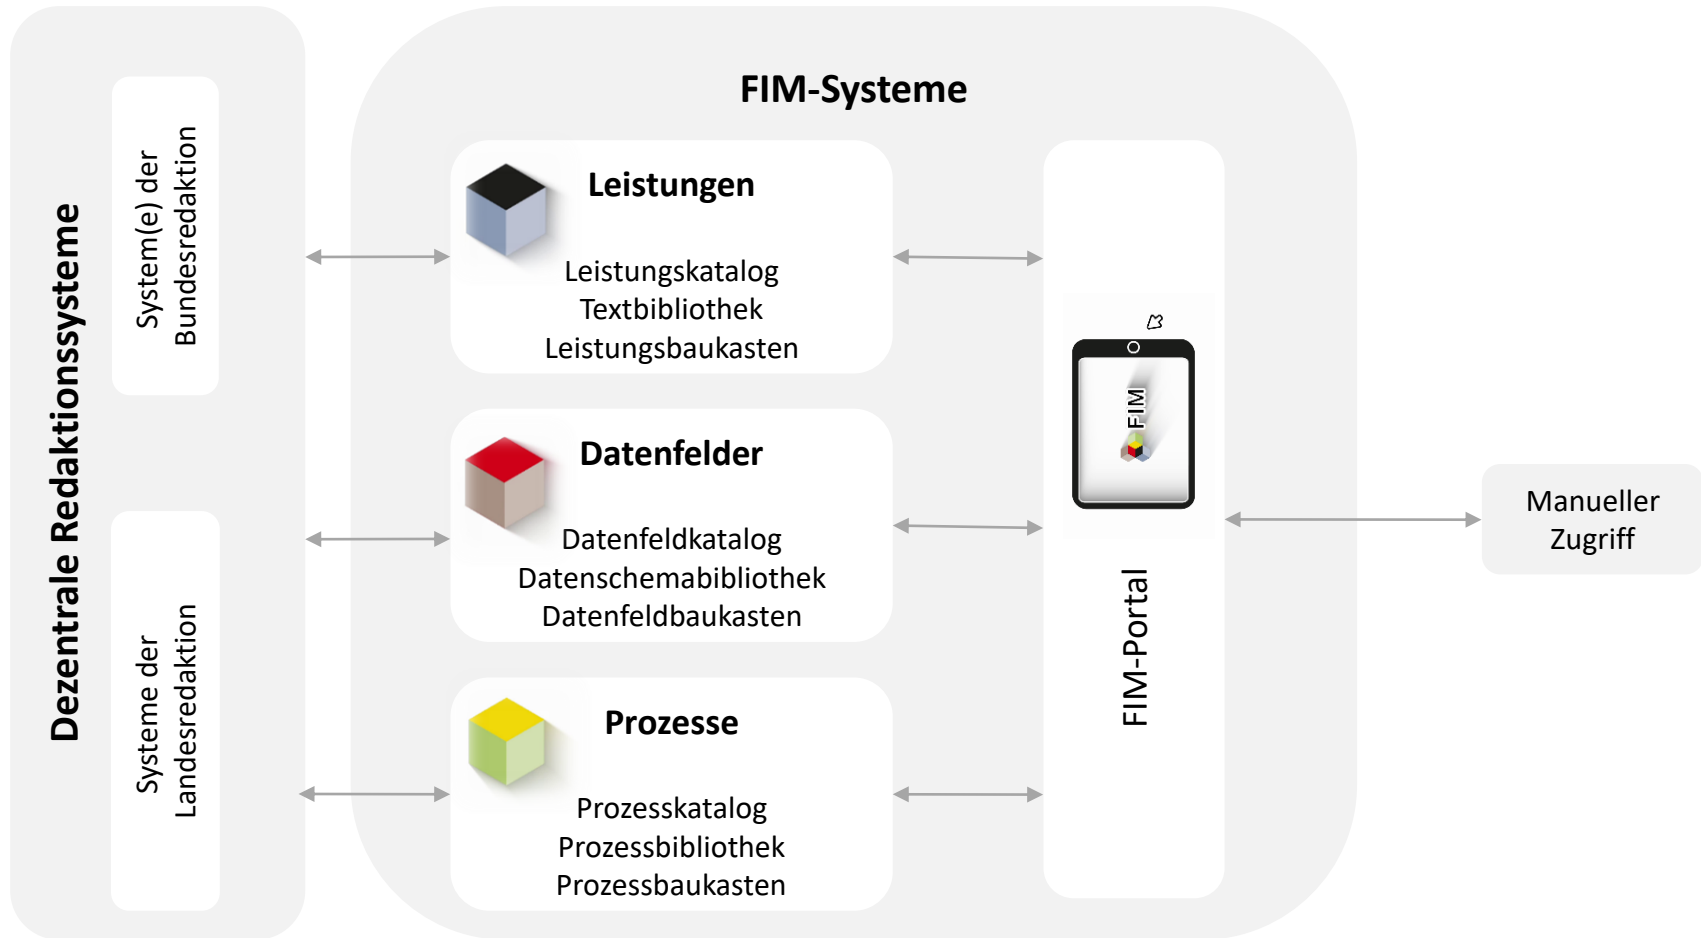 Dezentrale Redaktionssysteme
System(e) der
Bundesredaktion
Systeme der
Landesredaktion
FIM-Systeme
Leistungen
Leistungskatalog
Textbibliothek
Leistungsbaukasten
Datenfelder
Datenfeldkatalog
Datenschemabibliothek
Datenfeldbaukasten
Prozesse
Prozesskatalog
Prozessbibliothek
Prozessbaukasten
FIM
FIM-Portal
Manueller
Zugriff